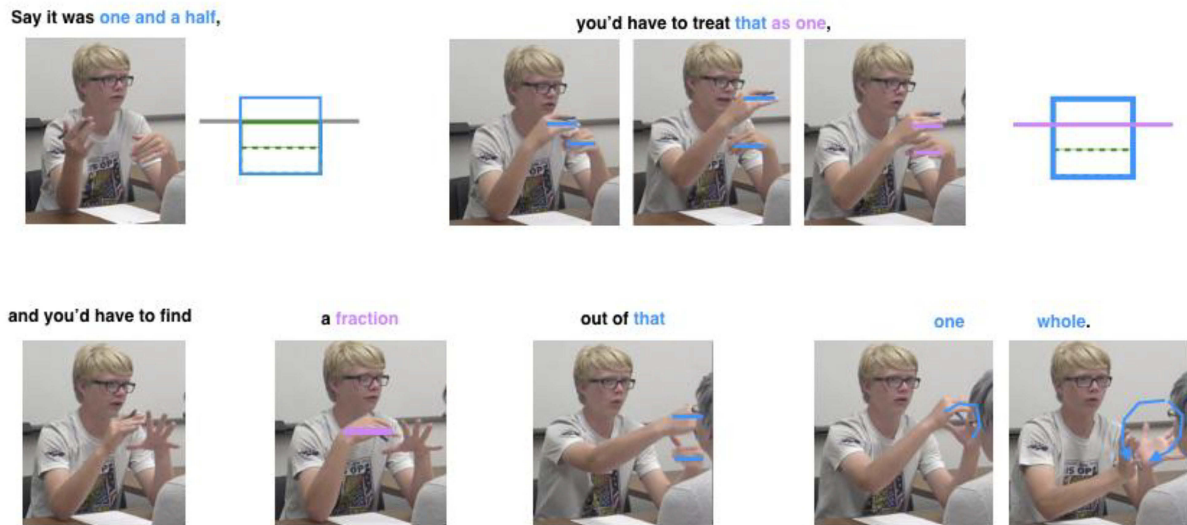 Say it was one and a half,
you'd have to treat that as one,
and you'd have to find
a fraction
out of that
one
whole.